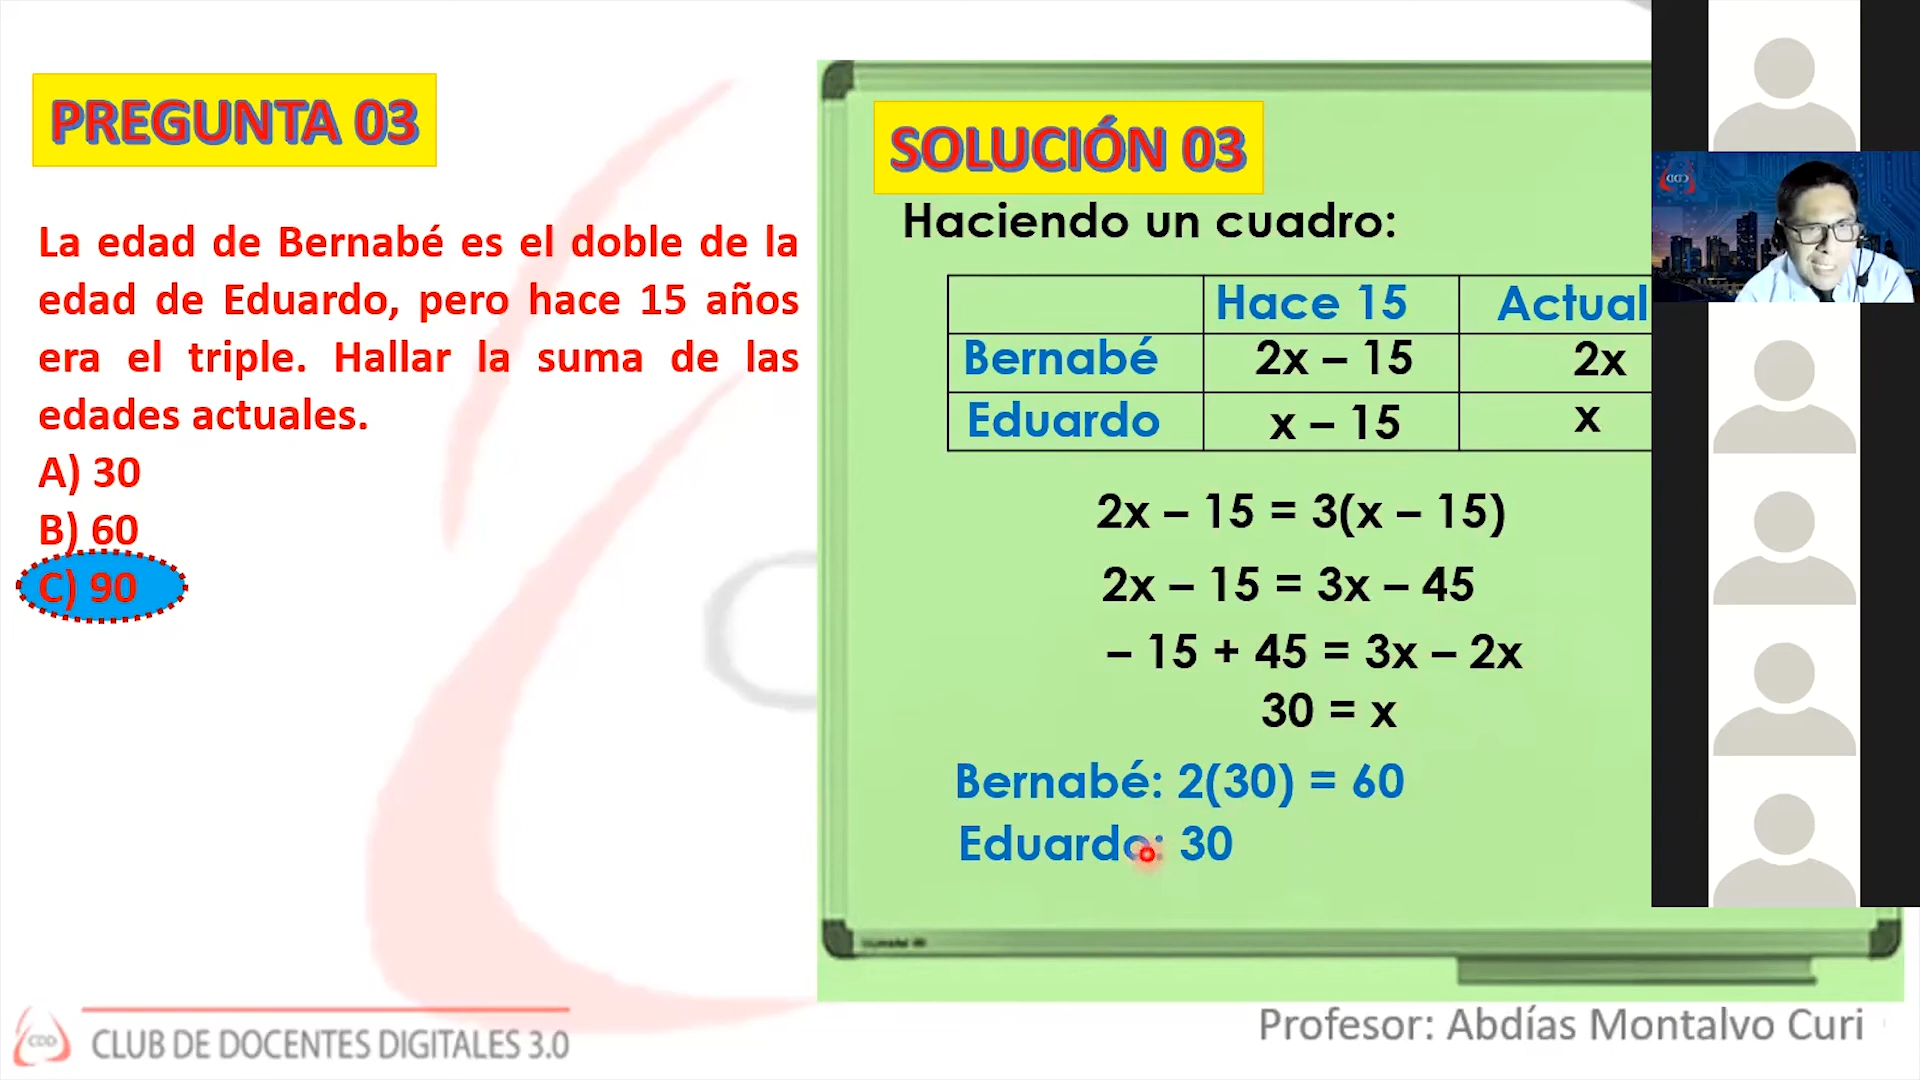 PREGUNTA 03
La edad de Bernabé es el doble de la
edad de Eduardo, pero hace 15 años
era el triple. Hallar la suma de las
edades actuales.
A) 30
B) 60
C) 90
SOLUCIÓN 03
Haciendo un cuadro:
Hace 15 Actual
Bernabé 2x – 15 2x
Eduardo x – 15 x
2x – 15 = 3(x – 15)
2x – 15 = 3x – 45
– 15 + 45 = 3x – 2x
30 = x
Bernabé: 2(30) = 60
Eduardo: 30
CDD CLUB DE DOCENTES DIGITALES 3.0
Profesor: Abdías Montalvo Curi